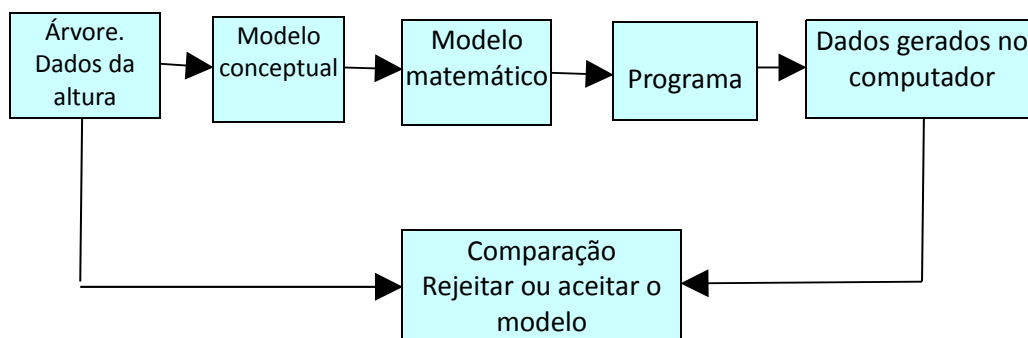 Árvore.
Dados da
altura
Modelo
conceptual
Modelo
matemático
Programa
Dados gerados no
computador
Comparação
Rejeitar ou aceitar o
modelo